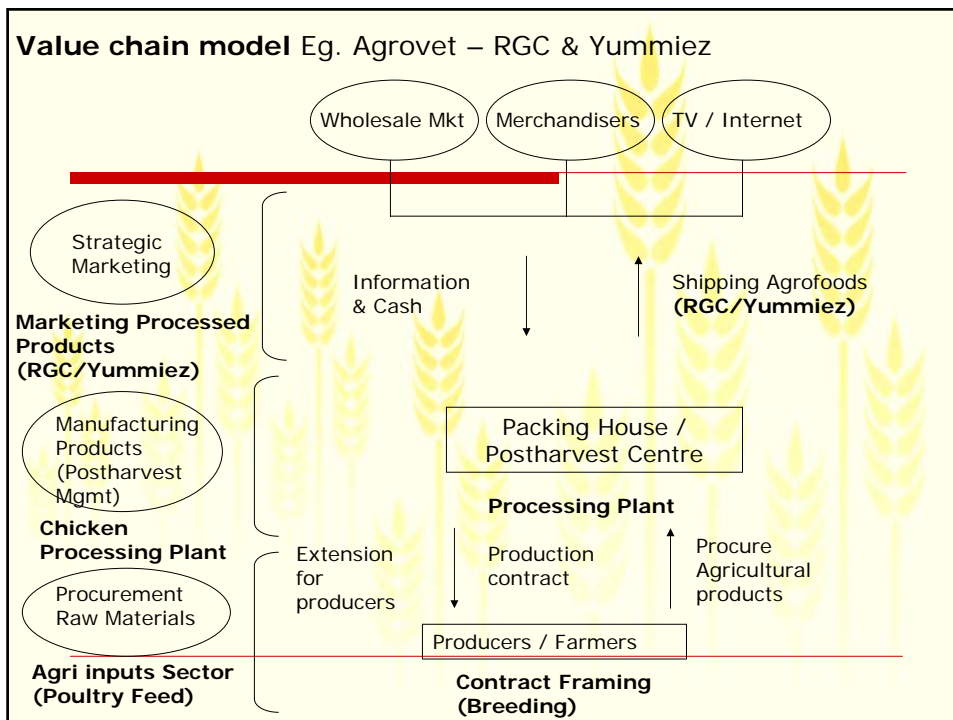 Value chain model Eg. Agrovet – RGC & Yummiez
Wholesale Mkt
Merchandisers
TV / Internet
Strategic
Marketing
Marketing Processed
Products
(RGC/Yummiez)
Information
& Cash
Shipping Agrofoods
(RGC/Yummiez)
Manufacturing
Products
(Postharvest
Mgmt)
Chicken
Processing Plant
Packing House /
Postharvest Centre
Processing Plant
Extension
for
producers
Production
contract
Procure
Agricultural
products
Procurement
Raw Materials
Agri inputs Sector
(Poultry Feed)
Producers / Farmers
Contract Framing
(Breeding)